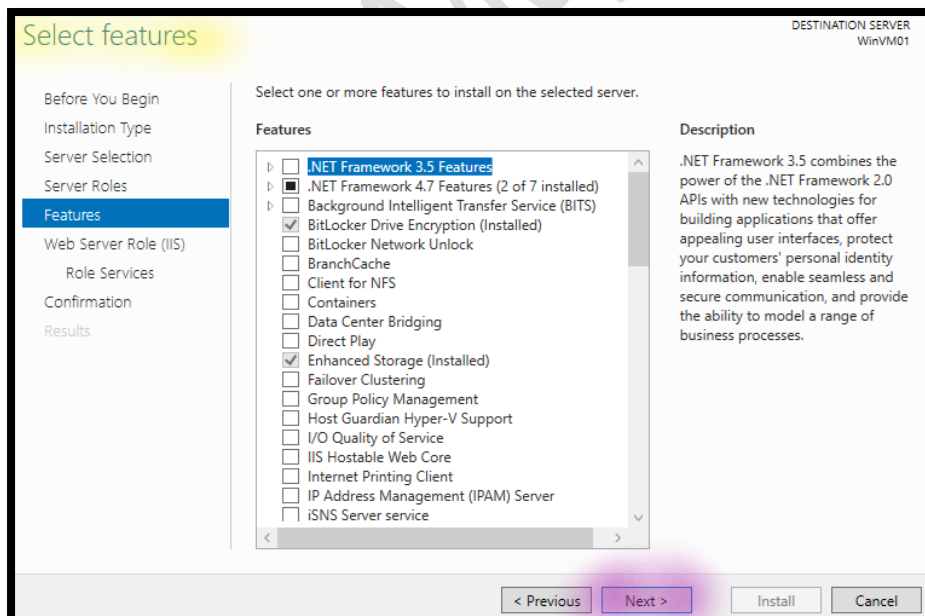 Select features
DESTINATION SERVER
WinVM01
Before You Begin
Installation Type
Server Selection
Server Roles
Features
Web Server Role (IIS)
Role Services
Confirmation
Results
Select one or more features to install on the selected server.
Features
.NET Framework 3.5 Features
.NET Framework 4.7 Features (2 of 7 installed)
Background Intelligent Transfer Service (BITS)
BitLocker Drive Encryption (Installed)
BitLocker Network Unlock
BranchCache
Client for NFS
Containers
Data Center Bridging
Direct Play
Enhanced Storage (Installed)
Failover Clustering
Group Policy Management
Host Guardian Hyper-V Support
I/O Quality of Service
IIS Hostable Web Core
Internet Printing Client
IP Address Management (IPAM) Server
iSNS Server service
Description
.NET Framework 3.5 combines the
power of the .NET Framework 2.0
APIs with new technologies for
building applications that offer
appealing user interfaces, protect
your customers' personal identity
information, enable seamless and
secure communication, and provide
the ability to model a range of
business processes.
< Previous
Next >
Install
Cancel